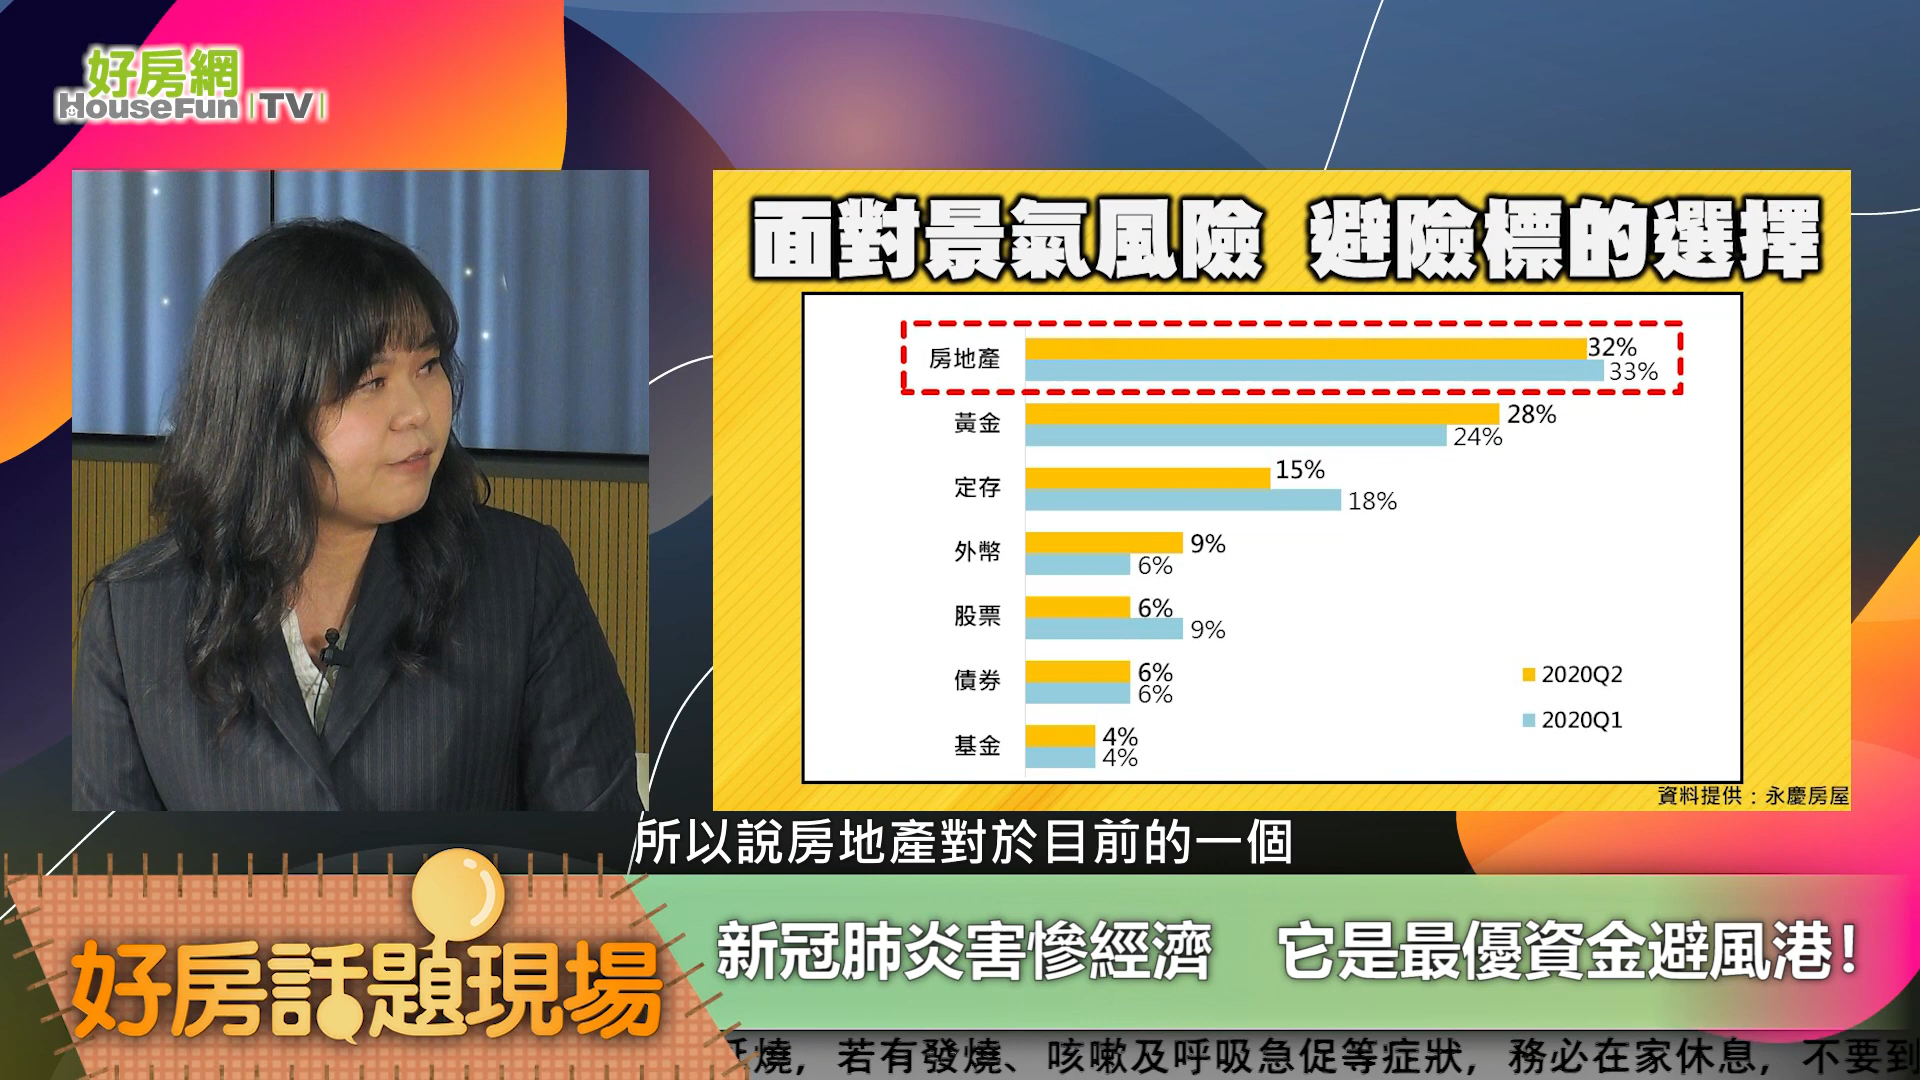 好房網
HouseFun TV
面對景氣風險 避險標的選擇
房地產 32% 33%
黃金 28% 24%
定存 15% 18%
外幣 9% 6%
股票 6% 9%
債券 6% 6%
基金 4% 4%
2020Q2
2020Q1
資料提供：永慶房屋
所以說房地產對於目前的一個
好房話題現場
新冠肺炎害慘經濟 它是最優資金避風港！
燒，若有發燒、咳嗽及呼吸急促等症狀，務必在家休息，不要到